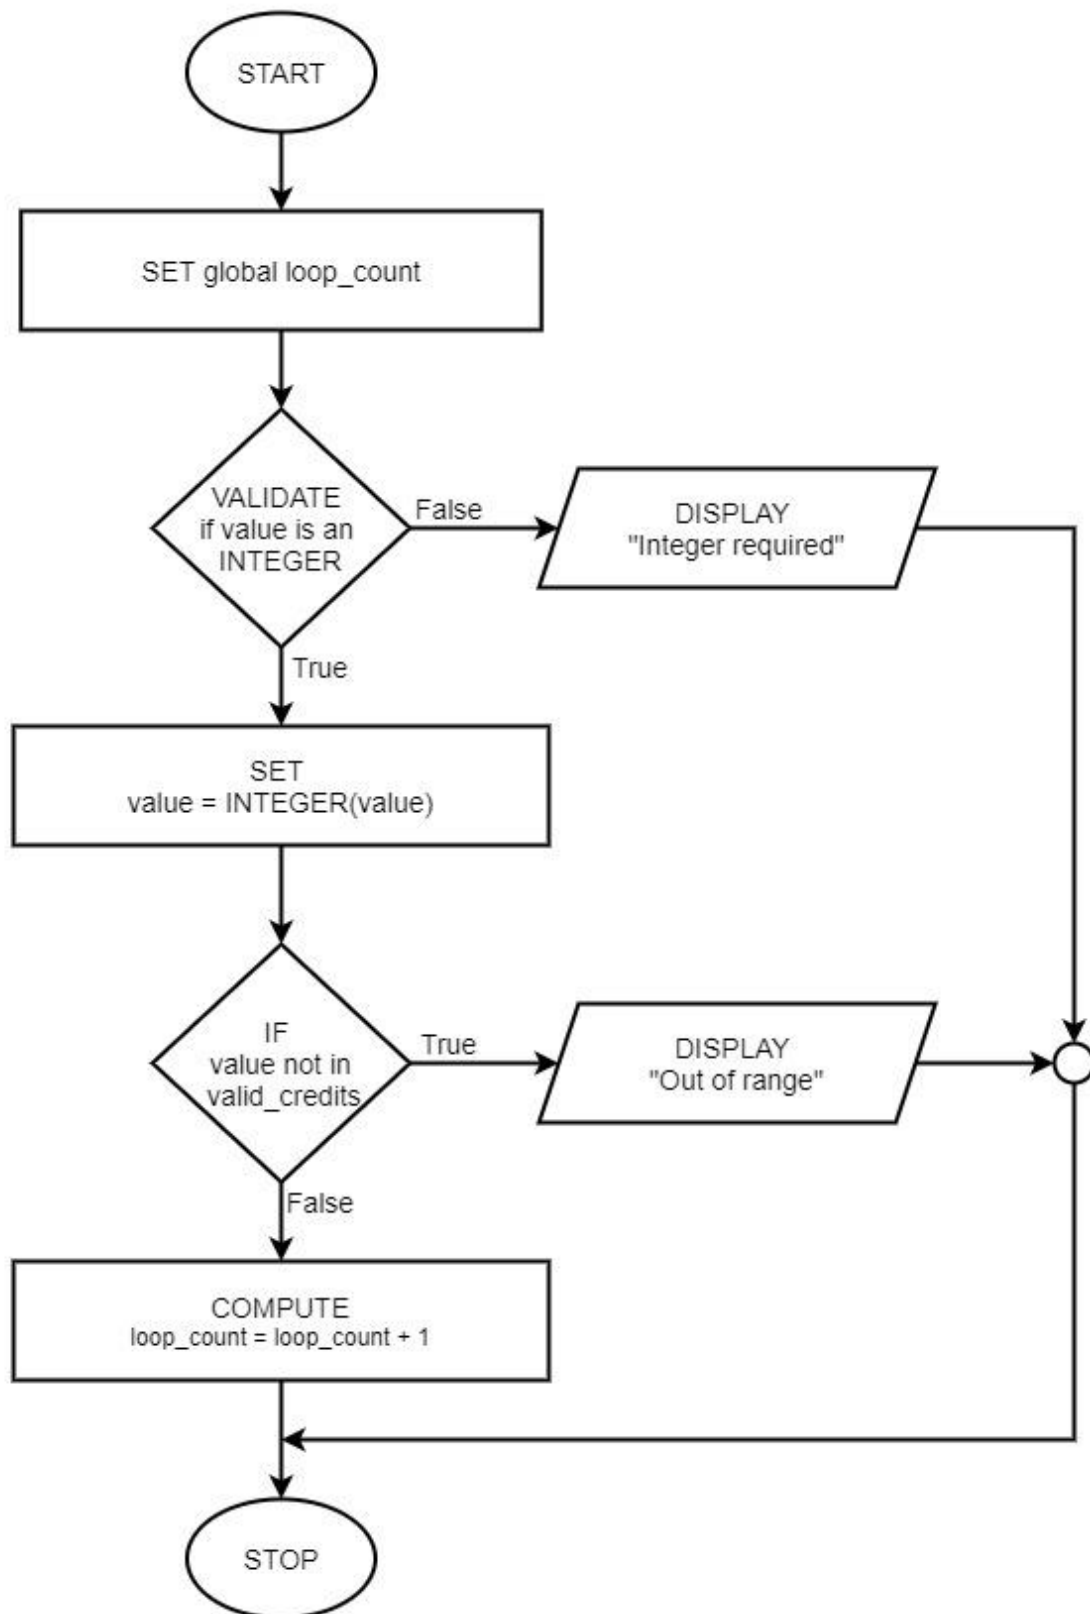 START
SET global loop_count
VALIDATE
if value is an
INTEGER
False
DISPLAY
"Integer required"
True
SET
value = INTEGER(value)
IF
value not in
valid_credits
True
DISPLAY
"Out of range"
False
COMPUTE
loop_count = loop_count + 1
STOP